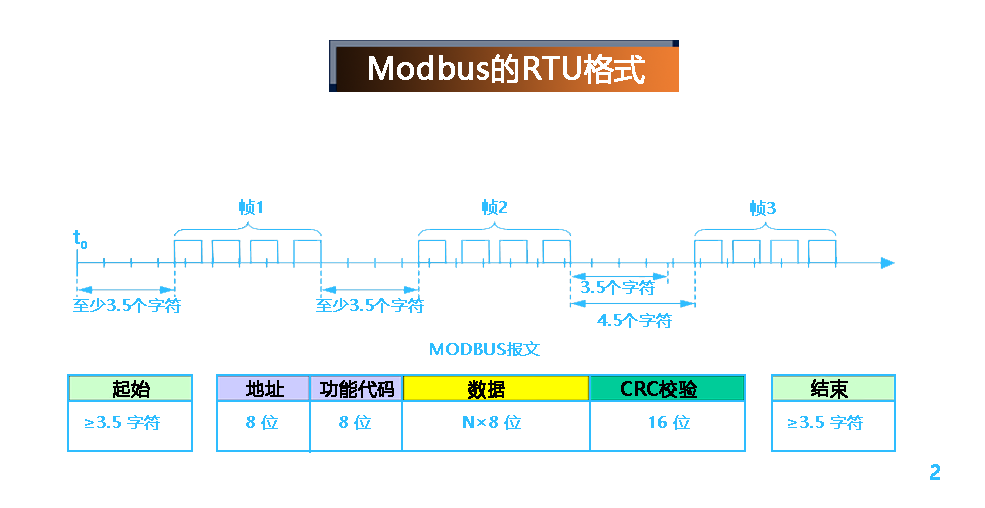 Modbus的RTU格式
帧1 帧2 帧3
t0
至少3.5个字符 至少3.5个字符 3.5个字符
4.5个字符
MODBUS报文
起始 地址 功能代码 数据 CRC校验 结束
≥3.5 字符 8 位 8 位 N×8 位 16 位 ≥3.5 字符
2